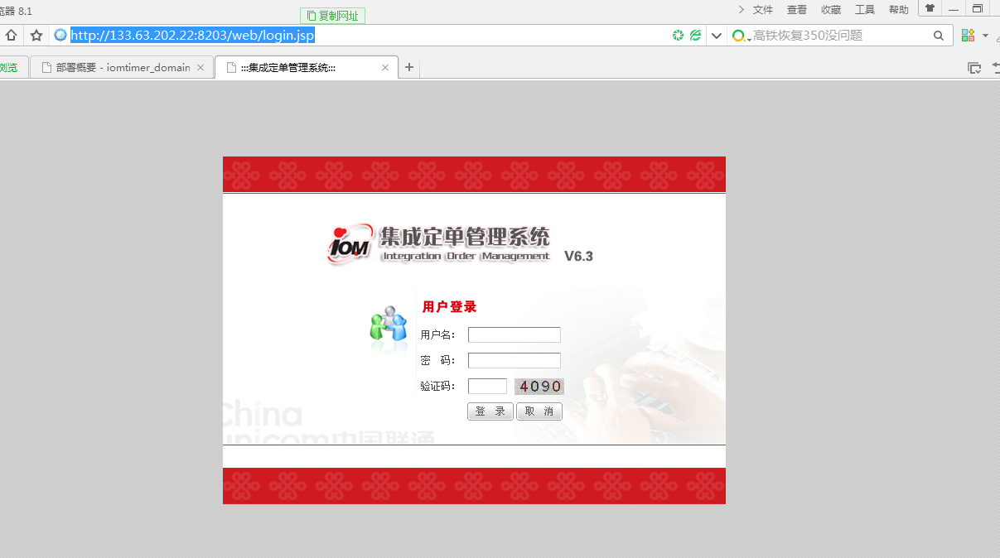 览器 8.1
复制网址
文件 查看 收藏 工具 帮助
http://133.63.202.22:8203/web/login.jsp
高铁恢复350没问题
浏览
部署概要 - iomtimer_domain
:::集成定单管理系统:::
iOM 集成定单管理系统
Integration Order Management
V6.3
用户登录
用户名：
密 码：
验证码：
4090
登 录 取 消
China
unicom中国联通